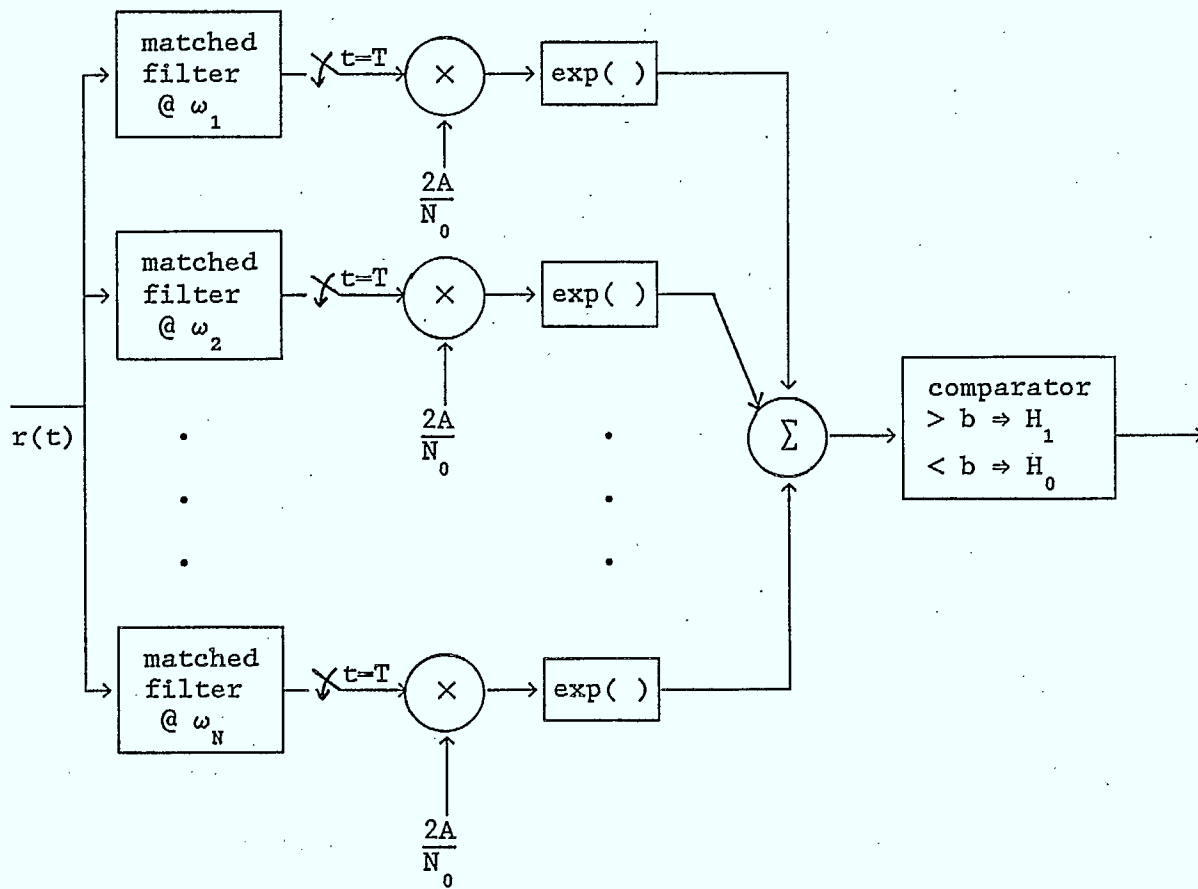 matched
filter
@ ω₁
t=T
×
exp( )
2A
N₀
matched
filter
@ ω₂
t=T
×
exp( )
2A
N₀
r(t)
Σ
comparator
> b ⇒ H₁
< b ⇒ H₀
matched
filter
@ ω_N
t=T
×
exp( )
2A
N₀